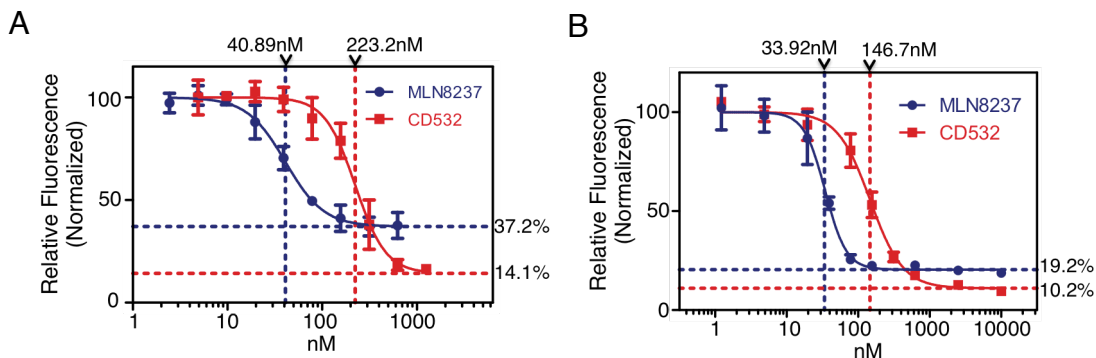 A
40.89nM 223.2nM
Relative Fluorescence
(Normalized)
100
50
0
MLN8237
CD532
37.2%
14.1%
1 10 100 1000
nM
B
33.92nM 146.7nM
Relative Fluorescence
(Normalized)
100
50
0
MLN8237
CD532
19.2%
10.2%
1 10 100 1000 10000
nM